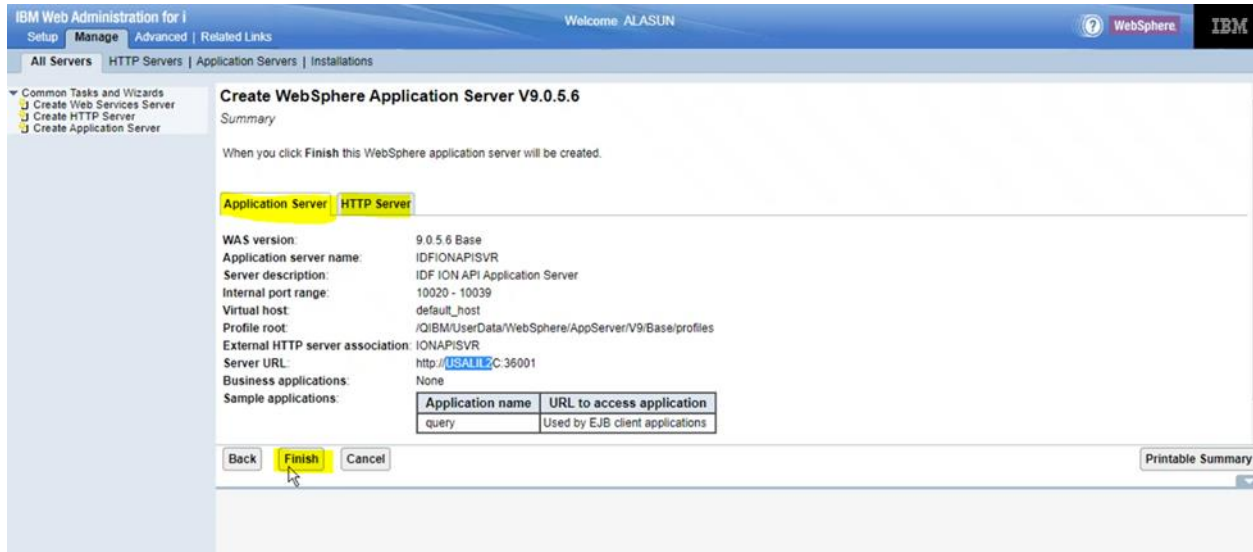 IBM Web Administration for i
Welcome ALASUN
? WebSphere. IBM
Setup Manage Advanced | Related Links
All Servers HTTP Servers | Application Servers | Installations
Common Tasks and Wizards
Create Web Services Server
Create HTTP Server
Create Application Server
Create WebSphere Application Server V9.0.5.6
Summary
When you click Finish this WebSphere application server will be created.
Application Server HTTP Server
WAS version: 9.0.5.6 Base
Application server name: IDFIONAPISVR
Server description: IDF ION API Application Server
Internal port range: 10020 - 10039
Virtual host: default_host
Profile root: /QIBM/UserData/WebSphere/AppServer/V9/Base/profiles
External HTTP server association: IONAPISVR
Server URL: http://USALIL2C:36001
Business applications: None
Sample applications:
Application name URL to access application
query Used by EJB client applications
Back Finish Cancel Printable Summary